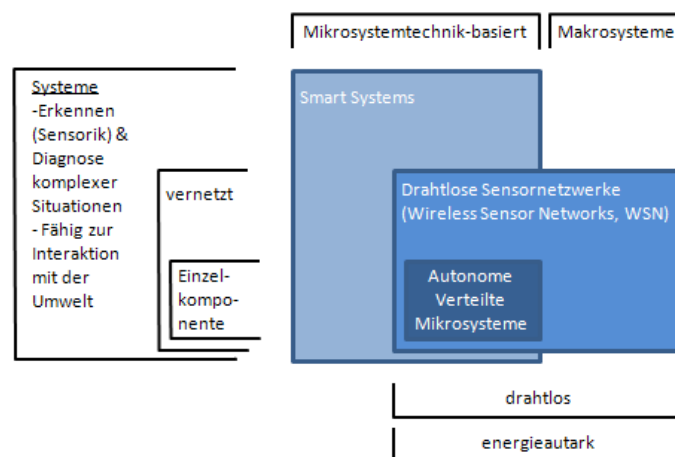 Mikrosystemtechnik-basiert
Makrosysteme
Systeme
-Erkennen
(Sensorik) &
Diagnose
komplexer
Situationen
- Fähig zur
Interaktion
mit der
Umwelt
vernetzt
Einzel-
kompo-
nente
Smart Systems
Drahtlose Sensornetzwerke
(Wireless Sensor Networks, WSN)
Autonome
Verteilte
Mikrosysteme
drahtlos
energieautark